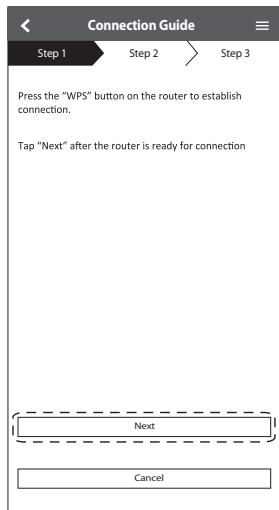 Connection Guide
Step 1 Step 2 Step 3
Press the “WPS” button on the router to establish
connection.
Tap “Next” after the router is ready for connection
Next
Cancel